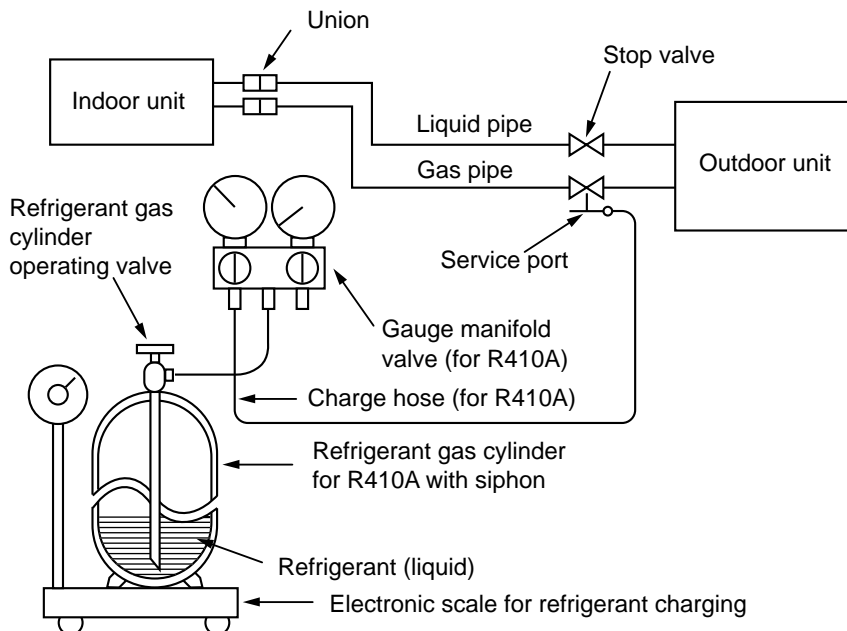 Union
Stop valve
Indoor unit
Liquid pipe
Outdoor unit
Gas pipe
Refrigerant gas
cylinder
operating valve
Service port
Gauge manifold
valve (for R410A)
Charge hose (for R410A)
Refrigerant gas cylinder
for R410A with siphon
Refrigerant (liquid)
Electronic scale for refrigerant charging